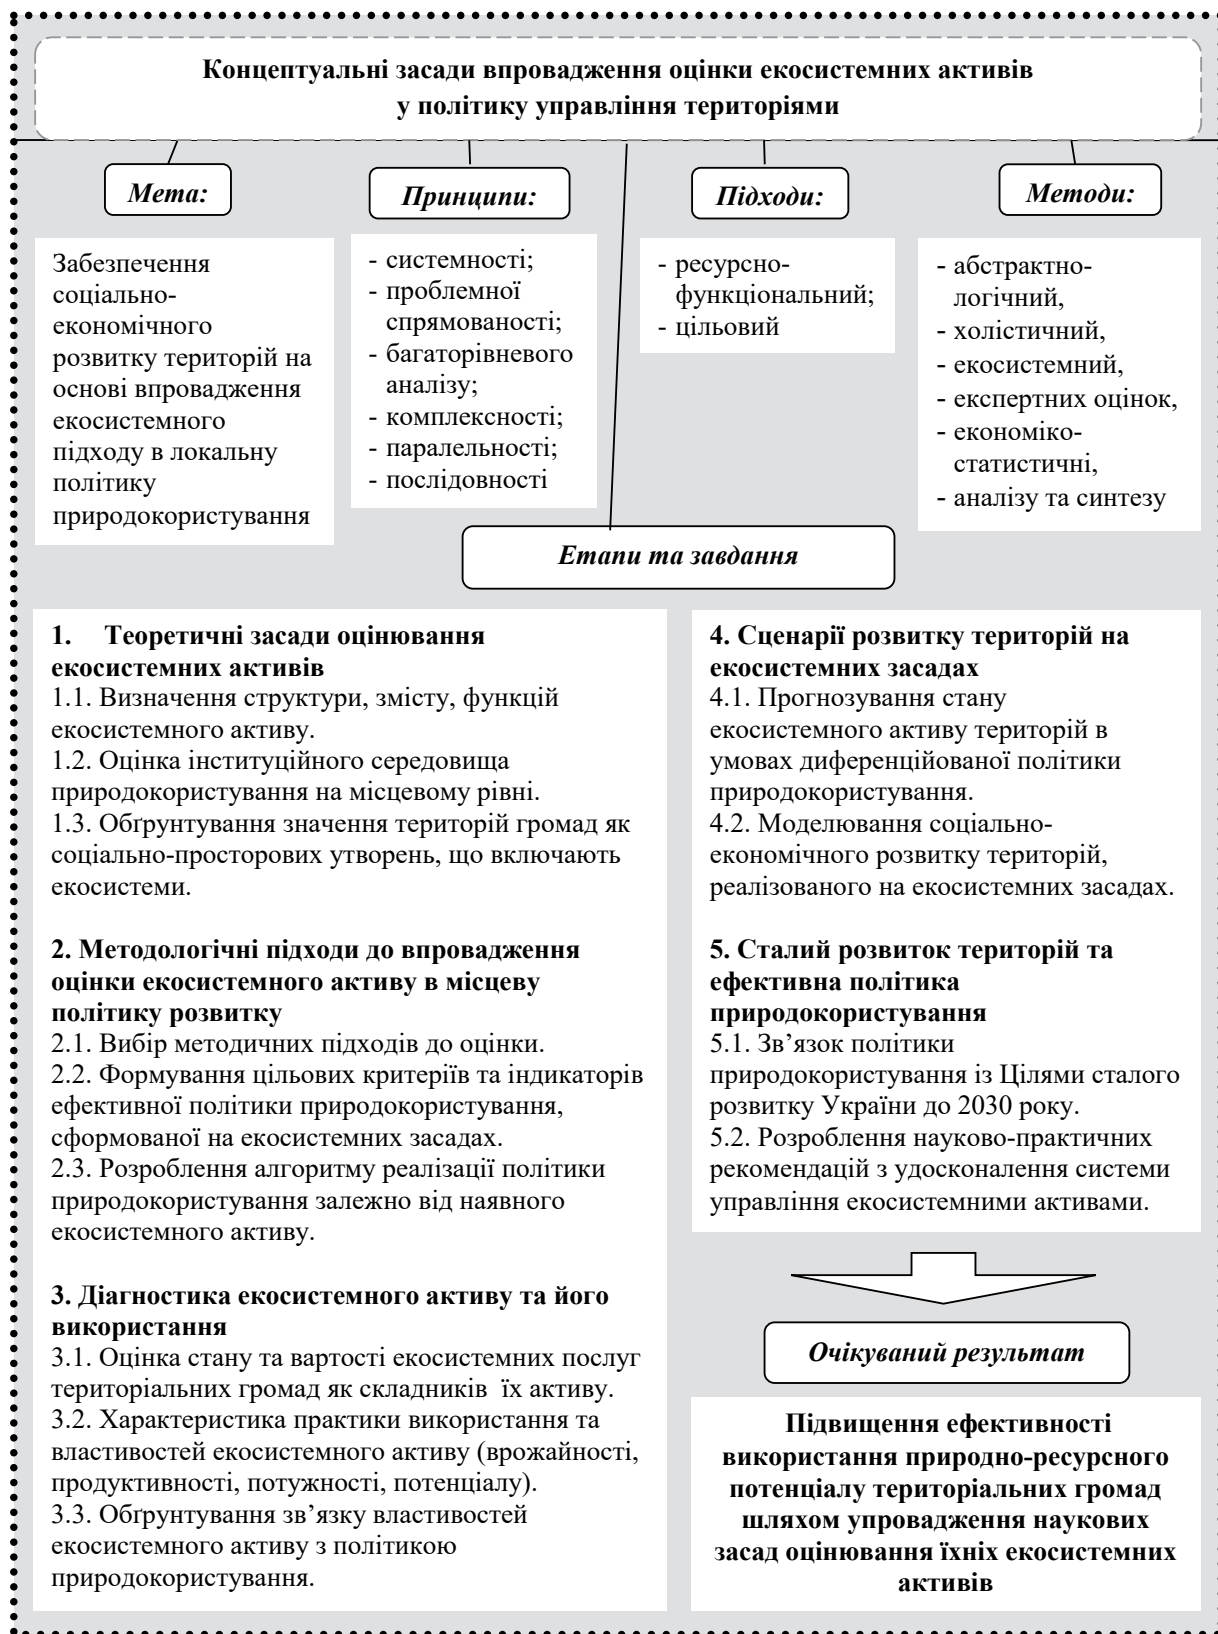 Концептуальні засади впровадження оцінки екосистемних активів
у політику управління територіями
Мета:
Забезпечення
соціально-
економічного
розвитку територій на
основі впровадження
екосистемного
підходу в локальну
політику
природокористування
Принципи:
- системності;
- проблемної
спрямованості;
- багаторівневого
аналізу;
- комплексності;
- паралельності;
- послідовності
Підходи:
- ресурсно-
функціональний;
- цільовий
Методи:
- абстрактно-
логічний,
- холістичний,
- екосистемний,
- експертних оцінок,
- економіко-
статистичні,
- аналізу та синтезу
Етапи та завдання
1. Теоретичні засади оцінювання
екосистемних активів
1.1. Визначення структури, змісту, функцій
екосистемного активу.
1.2. Оцінка інституційного середовища
природокористування на місцевому рівні.
1.3. Обґрунтування значення територій громад як
соціально-просторових утворень, що включають
екосистеми.
2. Методологічні підходи до впровадження
оцінки екосистемного активу в місцеву
політику розвитку
2.1. Вибір методичних підходів до оцінки.
2.2. Формування цільових критеріїв та індикаторів
ефективної політики природокористування,
сформованої на екосистемних засадах.
2.3. Розроблення алгоритму реалізації політики
природокористування залежно від наявного
екосистемного активу.
3. Діагностика екосистемного активу та його
використання
3.1. Оцінка стану та вартості екосистемних послуг
територіальних громад як складників їх активу.
3.2. Характеристика практики використання та
властивостей екосистемного активу (врожайності,
продуктивності, потужності, потенціалу).
3.3. Обґрунтування зв’язку властивостей
екосистемного активу з політикою
природокористування.
4. Сценарії розвитку територій на
екосистемних засадах
4.1. Прогнозування стану
екосистемного активу територій в
умовах диференційованої політики
природокористування.
4.2. Моделювання соціально-
економічного розвитку територій,
реалізованого на екосистемних засадах.
5. Сталий розвиток територій та
ефективна політика
природокористування
5.1. Зв’язок політики
природокористування із Цілями сталого
розвитку України до 2030 року.
5.2. Розроблення науково-практичних
рекомендацій з удосконалення системи
управління екосистемними активами.
Очікуваний результат
Підвищення ефективності
використання природно-ресурсного
потенціалу територіальних громад
шляхом упровадження наукових
засад оцінювання їхніх екосистемних
активів